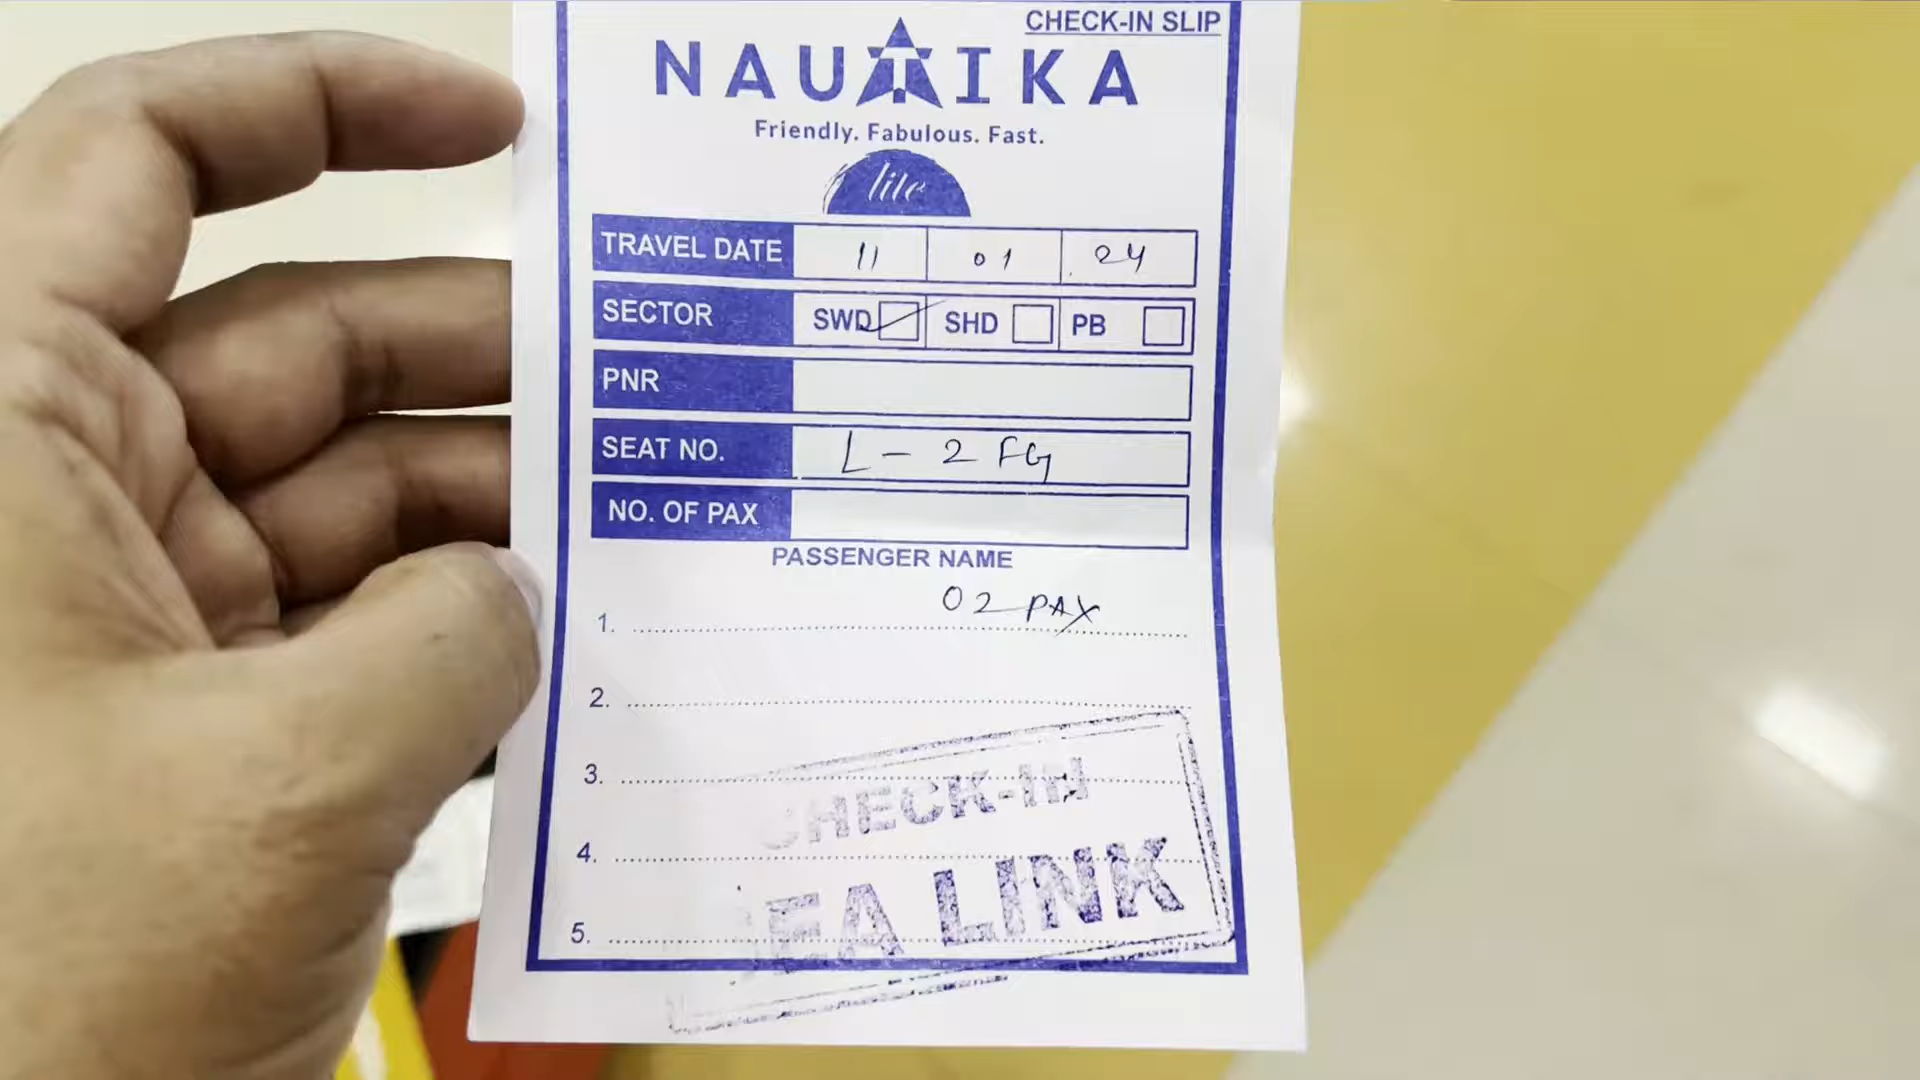 CHECK-IN SLIP
NAUTIKA
Friendly. Fabulous. Fast.
lite
TRAVEL DATE 11 01 24
SECTOR SWD SHD PB
PNR
SEAT NO. L - 2 FG
NO. OF PAX
PASSENGER NAME
1. 02 PAX
2.
3.
CHECK-IN
4.
SEA LINK
5.